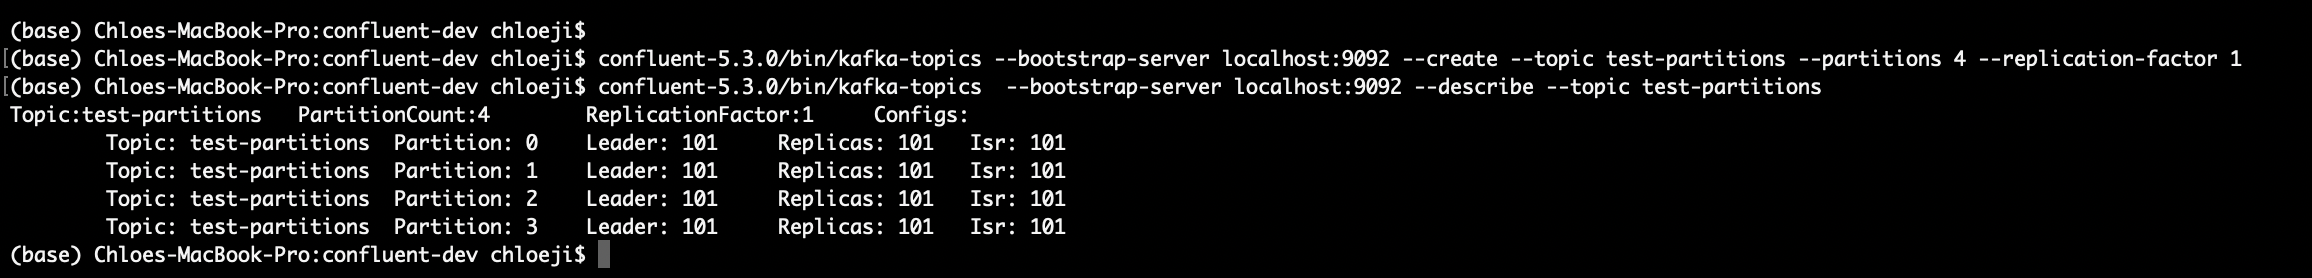 (base) Chloes-MacBook-Pro:confluent-dev chloeji$
[(base) Chloes-MacBook-Pro:confluent-dev chloeji$ confluent-5.3.0/bin/kafka-topics --bootstrap-server localhost:9092 --create --topic test-partitions --partitions 4 --replication-factor 1
[(base) Chloes-MacBook-Pro:confluent-dev chloeji$ confluent-5.3.0/bin/kafka-topics  --bootstrap-server localhost:9092 --describe --topic test-partitions
Topic:test-partitions   PartitionCount:4        ReplicationFactor:1     Configs:
        Topic: test-partitions  Partition: 0    Leader: 101     Replicas: 101   Isr: 101
        Topic: test-partitions  Partition: 1    Leader: 101     Replicas: 101   Isr: 101
        Topic: test-partitions  Partition: 2    Leader: 101     Replicas: 101   Isr: 101
        Topic: test-partitions  Partition: 3    Leader: 101     Replicas: 101   Isr: 101
(base) Chloes-MacBook-Pro:confluent-dev chloeji$